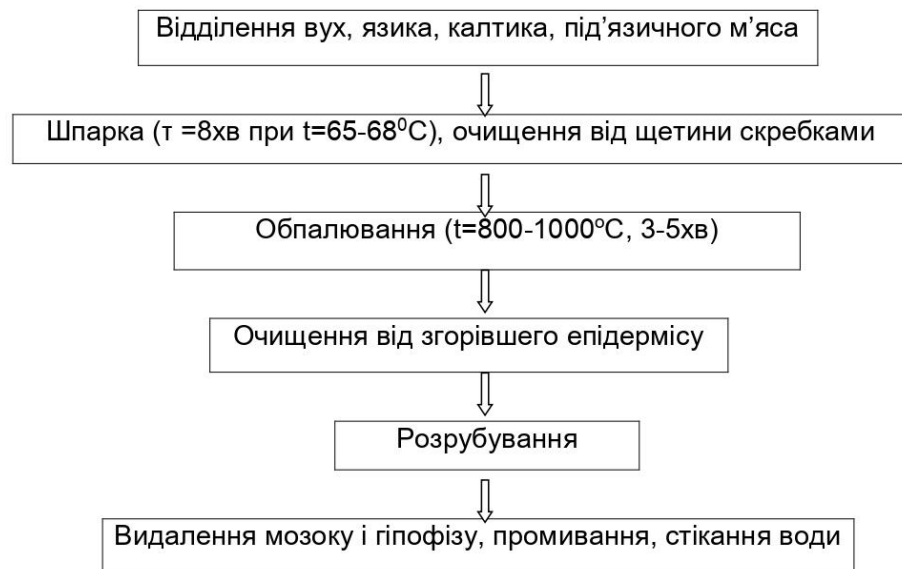 Відділення вух, язика, калтика, під’язичного м’яса
Шпарка (τ =8хв при t=65-68⁰С), очищення від щетини скребками
Обпалювання (t=800-1000ºС, 3-5хв)
Очищення від згорівшего епідермісу
Розрубування
Видалення мозоку і гіпофізу, промивання, стікання води